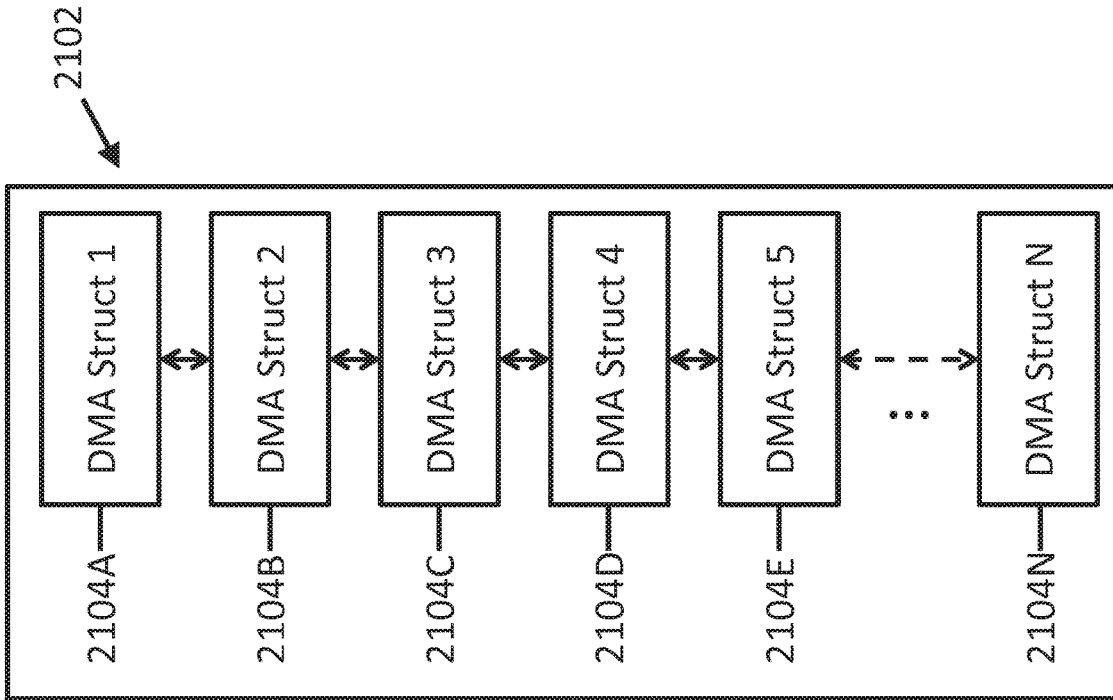 2102
2104A
DMA Struct 1
2104B
DMA Struct 2
2104C
DMA Struct 3
2104D
DMA Struct 4
2104E
DMA Struct 5
...
2104N
DMA Struct N